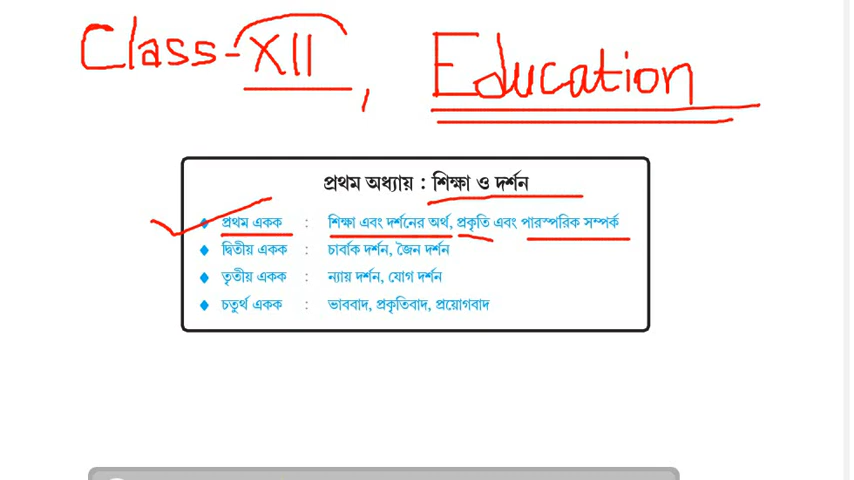 Class-XII, Education
প্রথম অধ্যায় : শিক্ষা ও দর্শন
প্রথম একক : শিক্ষা এবং দর্শনের অর্থ, প্রকৃতি এবং পারস্পরিক সম্পর্ক
দ্বিতীয় একক : চার্বাক দর্শন, জৈন দর্শন
তৃতীয় একক : ন্যায় দর্শন, যোগ দর্শন
চতুর্থ একক : ভাববাদ, প্রকৃতিবাদ, প্রয়োগবাদ